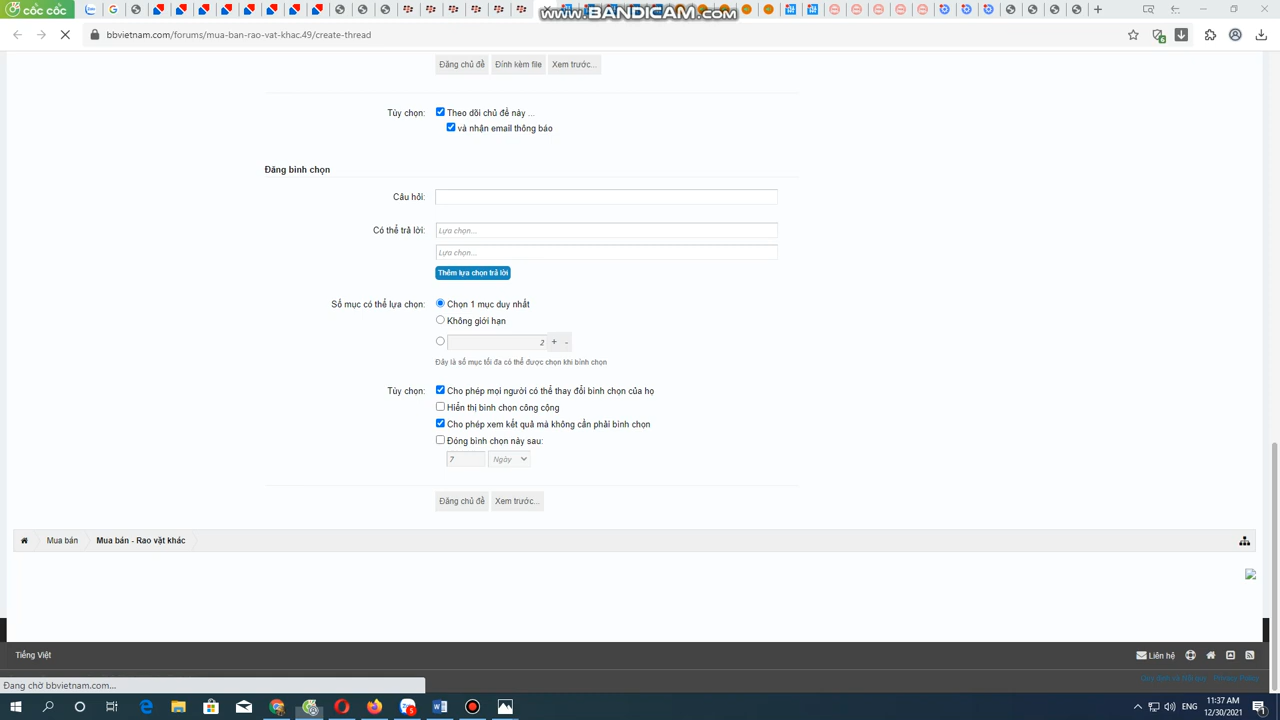 cốc cốc
www.BANDICAM.com
bbvietnam.com/forums/mua-ban-rao-vat-khac.49/create-thread
Đăng chủ đề Đính kèm file Xem trước...
Tùy chọn: Theo dõi chủ đề này ...
và nhận email thông báo
Đăng bình chọn
Câu hỏi:
Có thể trả lời: Lựa chọn...
Lựa chọn...
Thêm lựa chọn trả lời
Số mục có thể lựa chọn: Chọn 1 mục duy nhất
Không giới hạn
2 + -
Đây là số mục tối đa có thể được chọn khi bình chọn
Tùy chọn: Cho phép mọi người có thể thay đổi bình chọn của họ
Hiển thị bình chọn công cộng
Cho phép xem kết quả mà không cần phải bình chọn
Đóng bình chọn này sau:
7 Ngày
Đăng chủ đề Xem trước...
Mua bán Mua bán - Rao vặt khác
Tiếng Việt Liên hệ
Privacy Policy
Đang chờ bbvietnam.com...
ENG 11:37 AM
12/30/2021